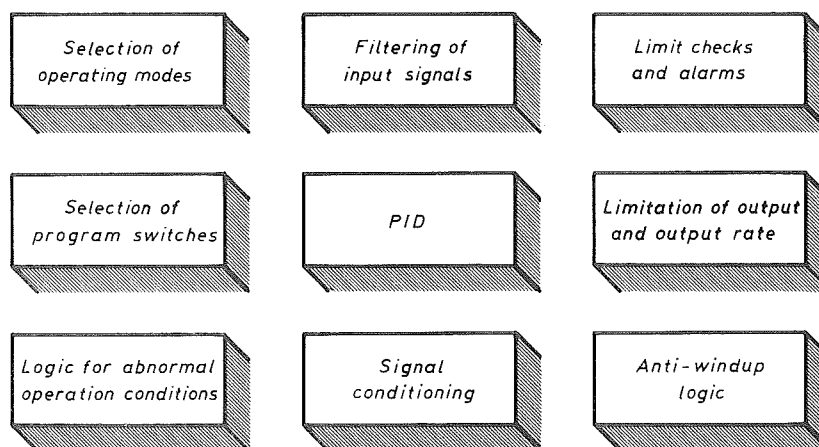 Selection of
operating modes
Filtering of
input signals
Limit checks
and alarms
Selection of
program switches
PID
Limitation of output
and output rate
Logic for abnormal
operation conditions
Signal
conditioning
Anti-windup
logic